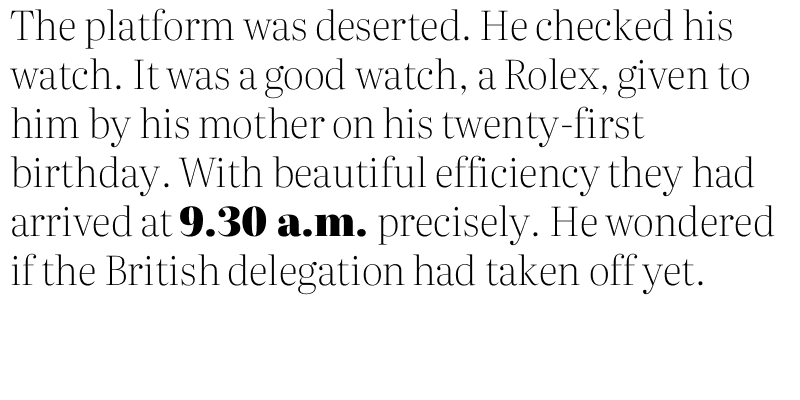 The platform was deserted. He checked his
watch. It was a good watch, a Rolex, given to
him by his mother on his twenty-first
birthday. With beautiful efficiency they had
arrived at 9.30 a.m. precisely. He wondered
if the British delegation had taken off yet.